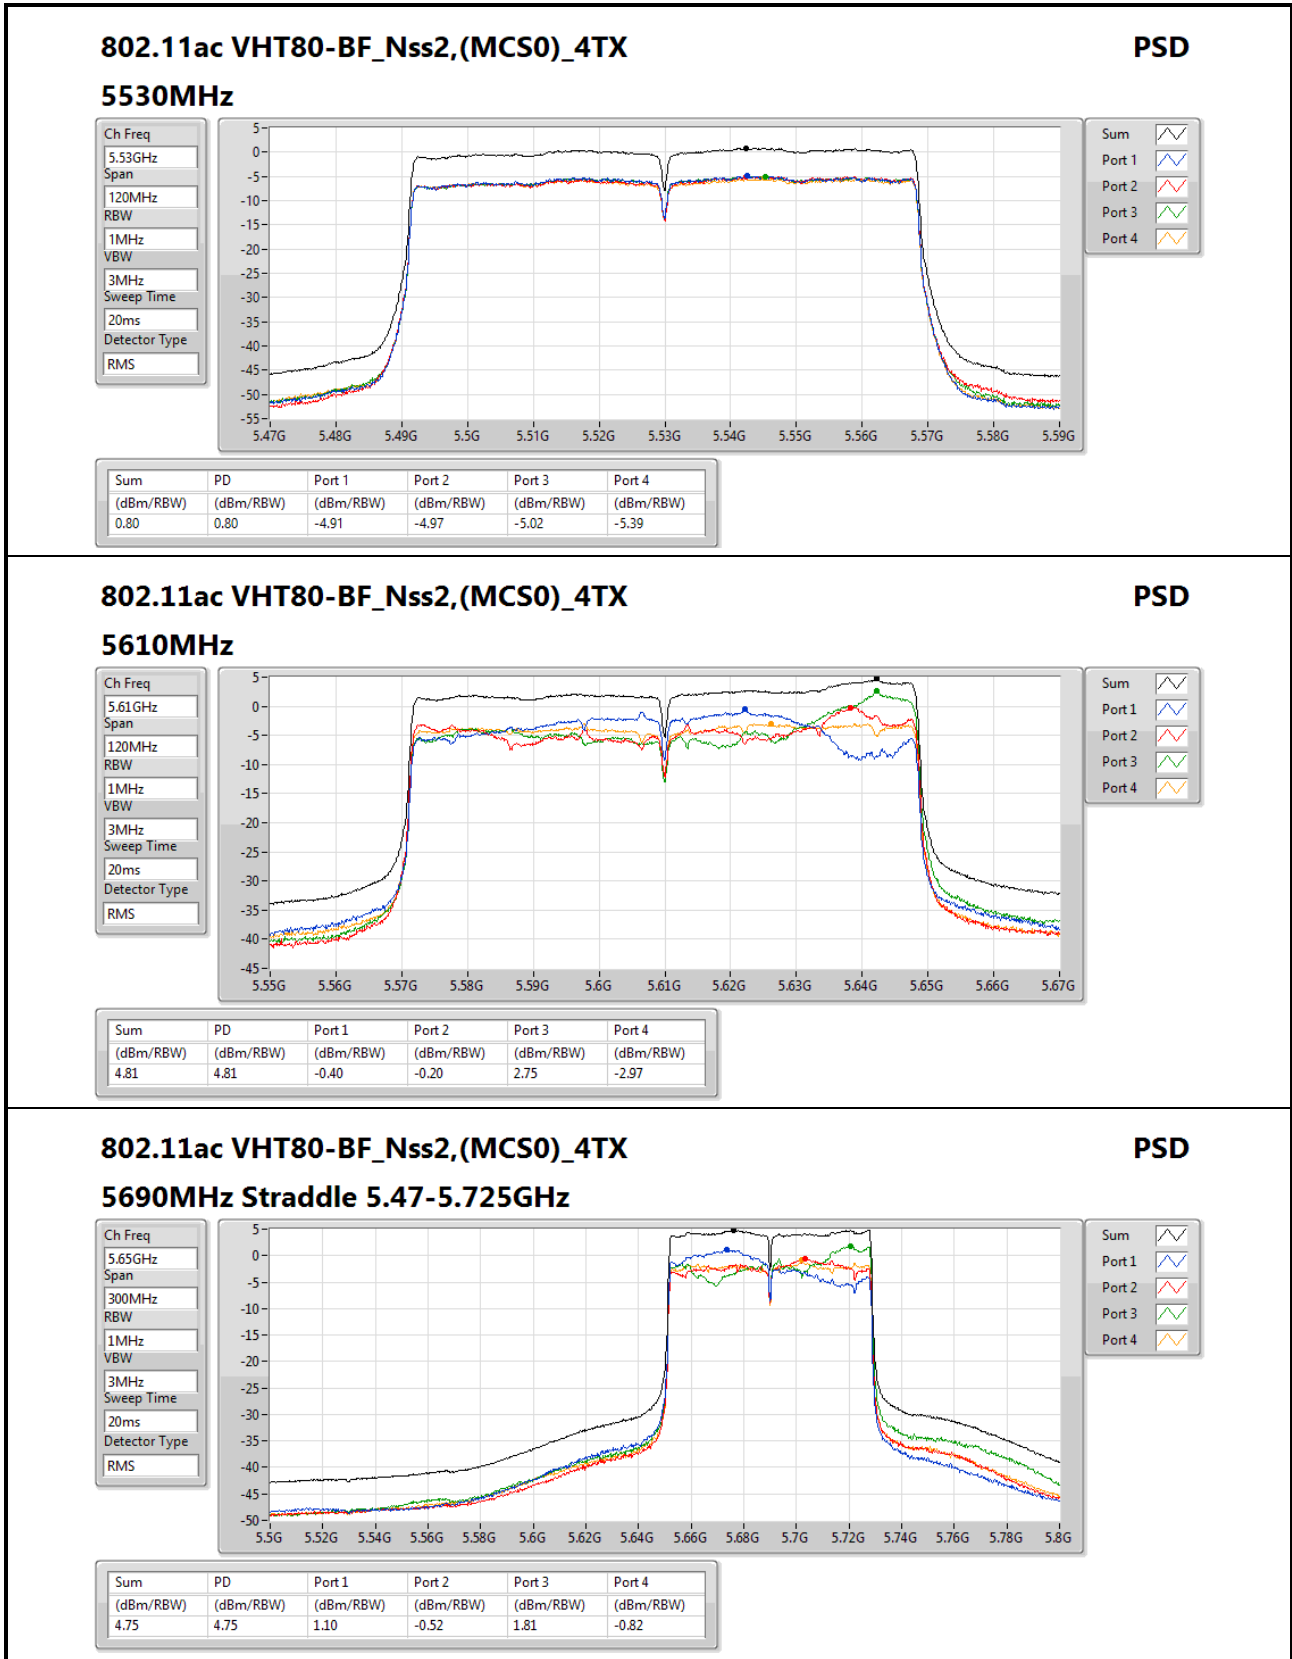 802.11ac VHT80-BF_Nss2,(MCS0)_4TX PSD
5530MHz
Ch Freq
5.53GHz
Span
120MHz
RBW
1MHz
VBW
3MHz
Sweep Time
20ms
Detector Type
RMS
5
0
-5
-10
-15
-20
-25
-30
-35
-40
-45
-50
-55
5.47G 5.48G 5.49G 5.5G 5.51G 5.52G 5.53G 5.54G 5.55G 5.56G 5.57G 5.58G 5.59G
Sum
Port 1
Port 2
Port 3
Port 4
Sum PD Port 1 Port 2 Port 3 Port 4
(dBm/RBW) (dBm/RBW) (dBm/RBW) (dBm/RBW) (dBm/RBW) (dBm/RBW)
0.80 0.80 -4.91 -4.97 -5.02 -5.39
802.11ac VHT80-BF_Nss2,(MCS0)_4TX PSD
5610MHz
Ch Freq
5.61GHz
Span
120MHz
RBW
1MHz
VBW
3MHz
Sweep Time
20ms
Detector Type
RMS
5
0
-5
-10
-15
-20
-25
-30
-35
-40
-45
5.55G 5.56G 5.57G 5.58G 5.59G 5.6G 5.61G 5.62G 5.63G 5.64G 5.65G 5.66G 5.67G
Sum
Port 1
Port 2
Port 3
Port 4
Sum PD Port 1 Port 2 Port 3 Port 4
(dBm/RBW) (dBm/RBW) (dBm/RBW) (dBm/RBW) (dBm/RBW) (dBm/RBW)
4.81 4.81 -0.40 -0.20 2.75 -2.97
802.11ac VHT80-BF_Nss2,(MCS0)_4TX PSD
5690MHz Straddle 5.47-5.725GHz
Ch Freq
5.65GHz
Span
300MHz
RBW
1MHz
VBW
3MHz
Sweep Time
20ms
Detector Type
RMS
5
0
-5
-10
-15
-20
-25
-30
-35
-40
-45
-50
5.5G 5.52G 5.54G 5.56G 5.58G 5.6G 5.62G 5.64G 5.66G 5.68G 5.7G 5.72G 5.74G 5.76G 5.78G 5.8G
Sum
Port 1
Port 2
Port 3
Port 4
Sum PD Port 1 Port 2 Port 3 Port 4
(dBm/RBW) (dBm/RBW) (dBm/RBW) (dBm/RBW) (dBm/RBW) (dBm/RBW)
4.75 4.75 1.10 -0.52 1.81 -0.82